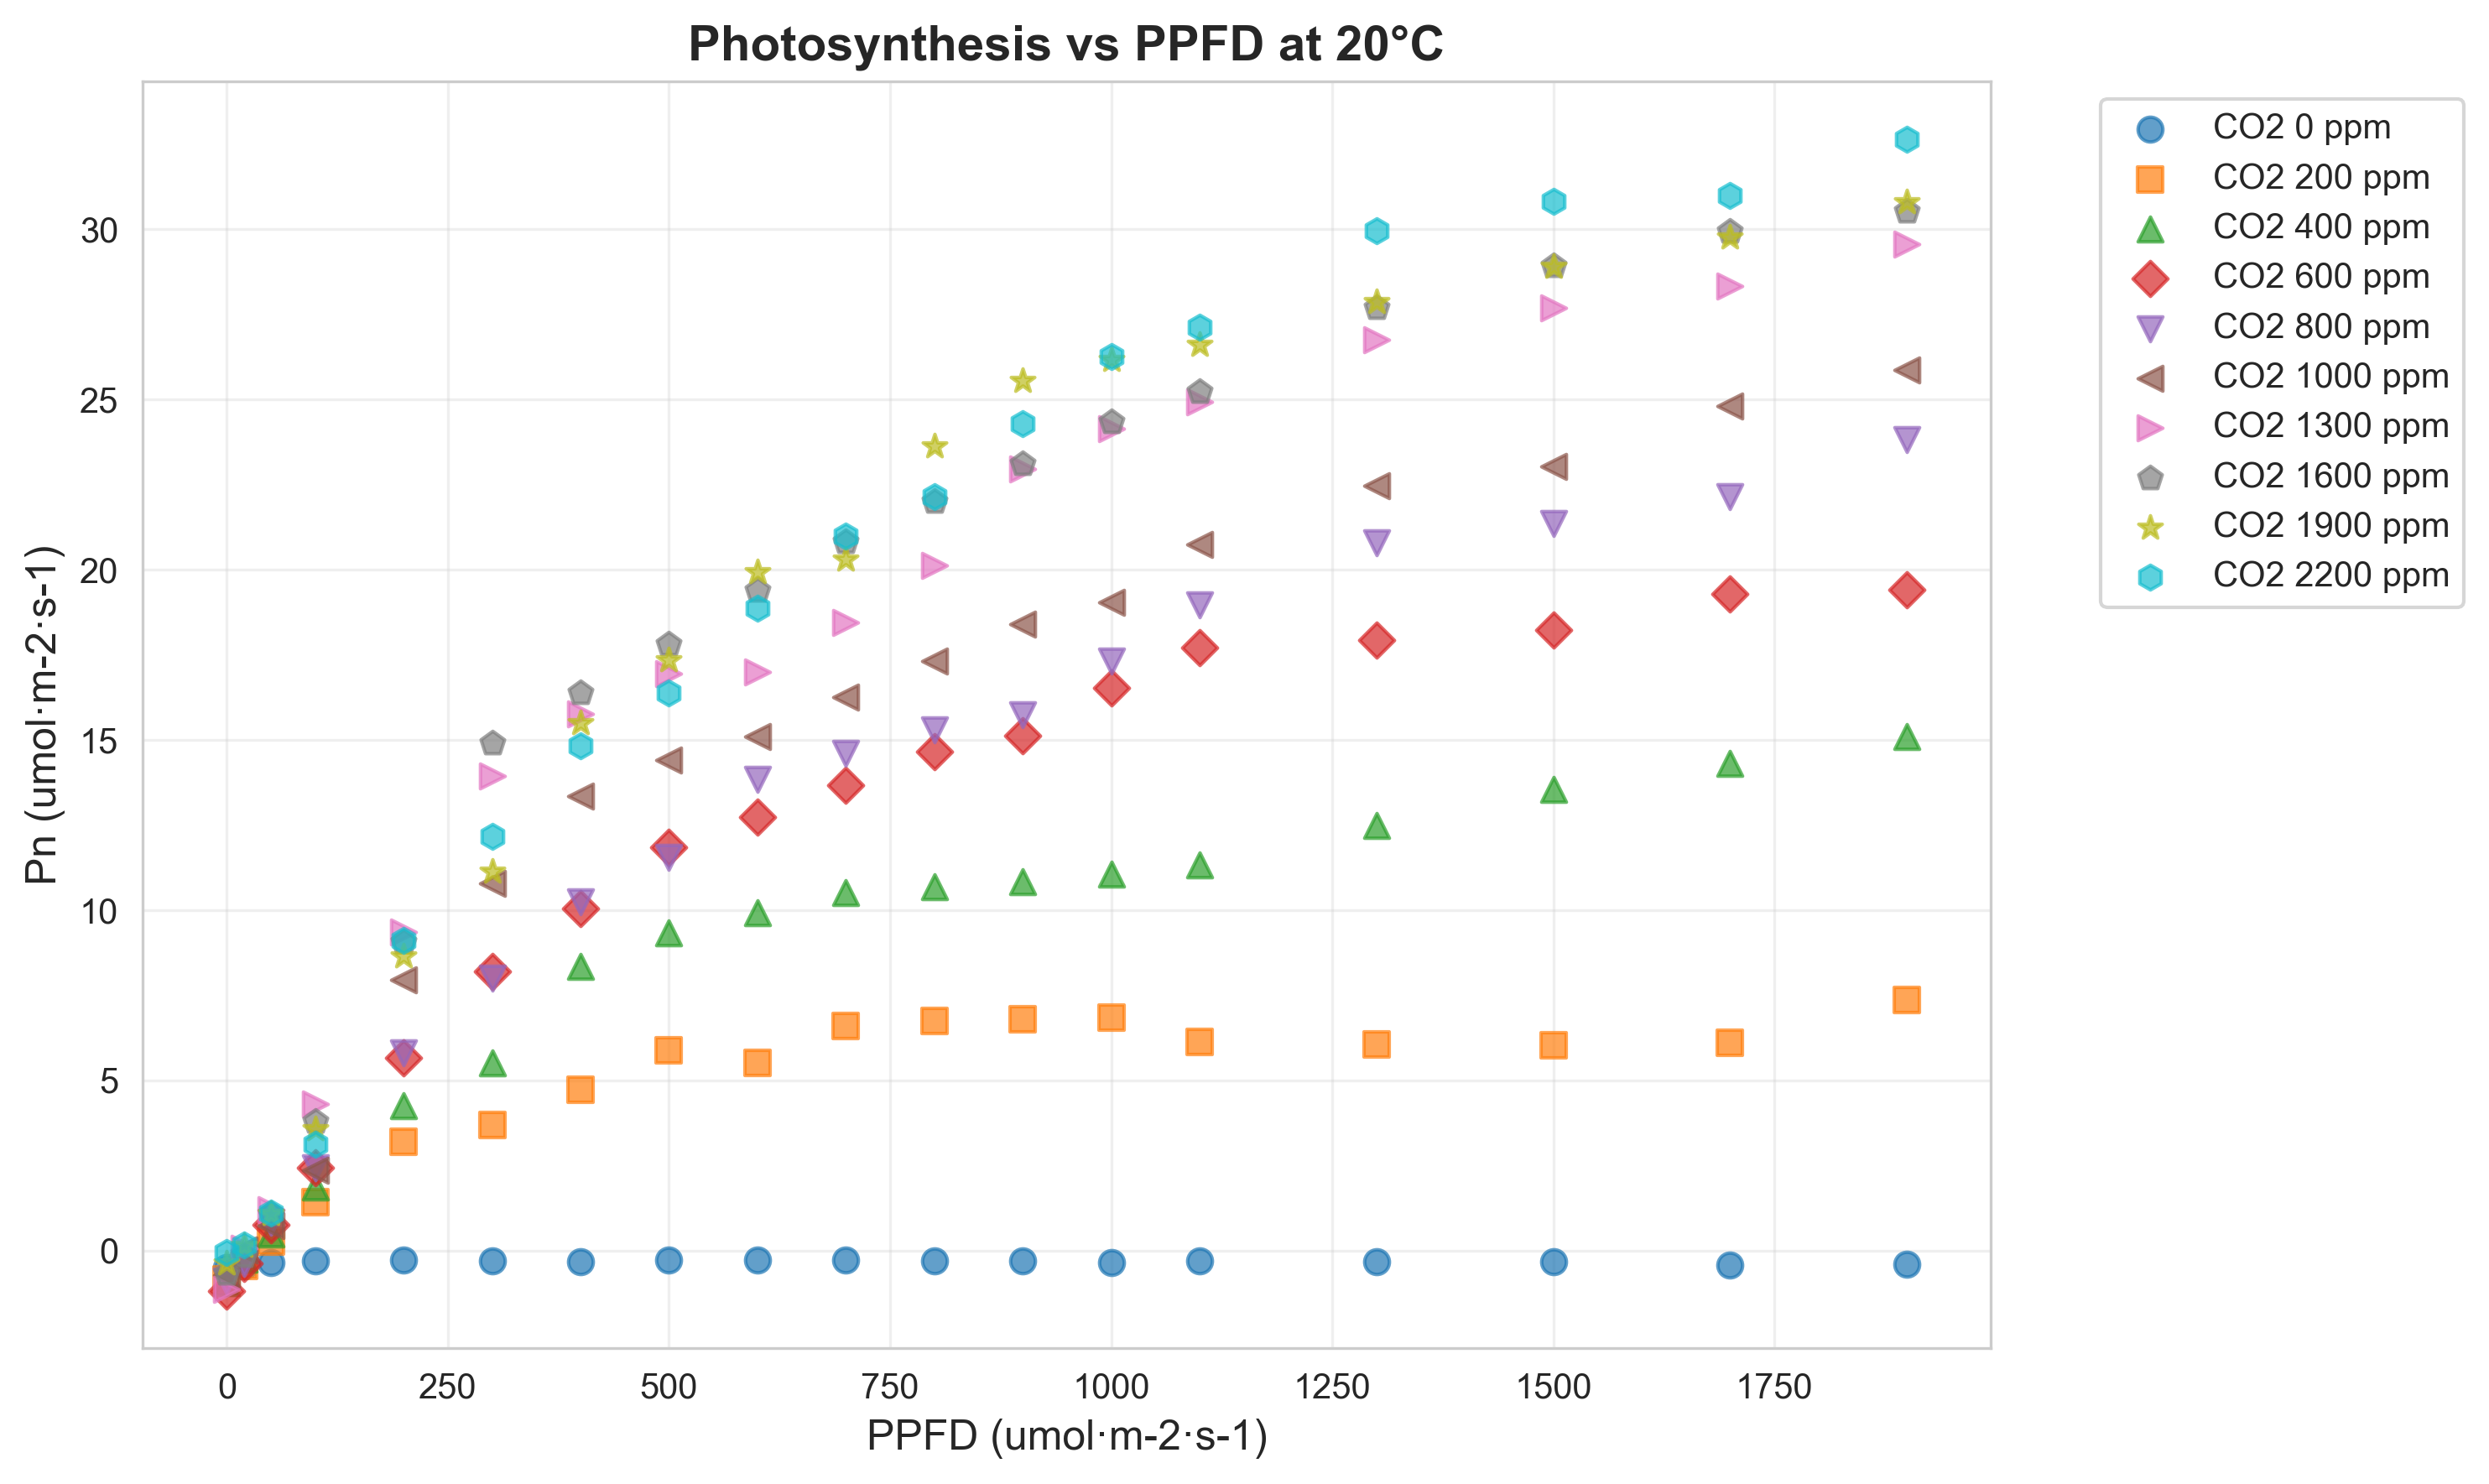 Photosynthesis vs PPFD at 20°C
Pn (umol·m-2·s-1)
30
25
20
15
10
5
0
0 250 500 750 1000 1250 1500 1750
PPFD (umol·m-2·s-1)
CO2 0 ppm
CO2 200 ppm
CO2 400 ppm
CO2 600 ppm
CO2 800 ppm
CO2 1000 ppm
CO2 1300 ppm
CO2 1600 ppm
CO2 1900 ppm
CO2 2200 ppm